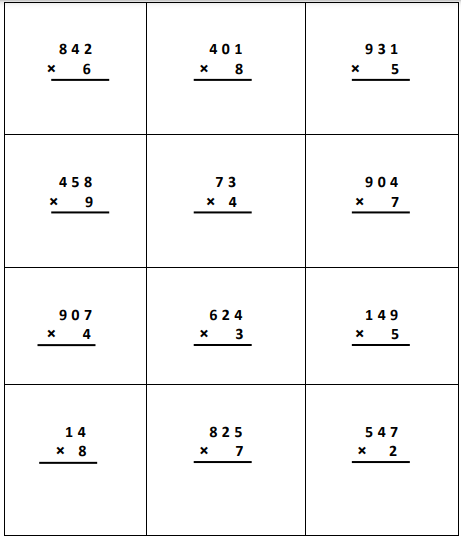 842 401 931
× 6 × 8 × 5
458 73 904
× 9 × 4 × 7
907 624 149
× 4 × 3 × 5
14 825 547
× 8 × 7 × 2